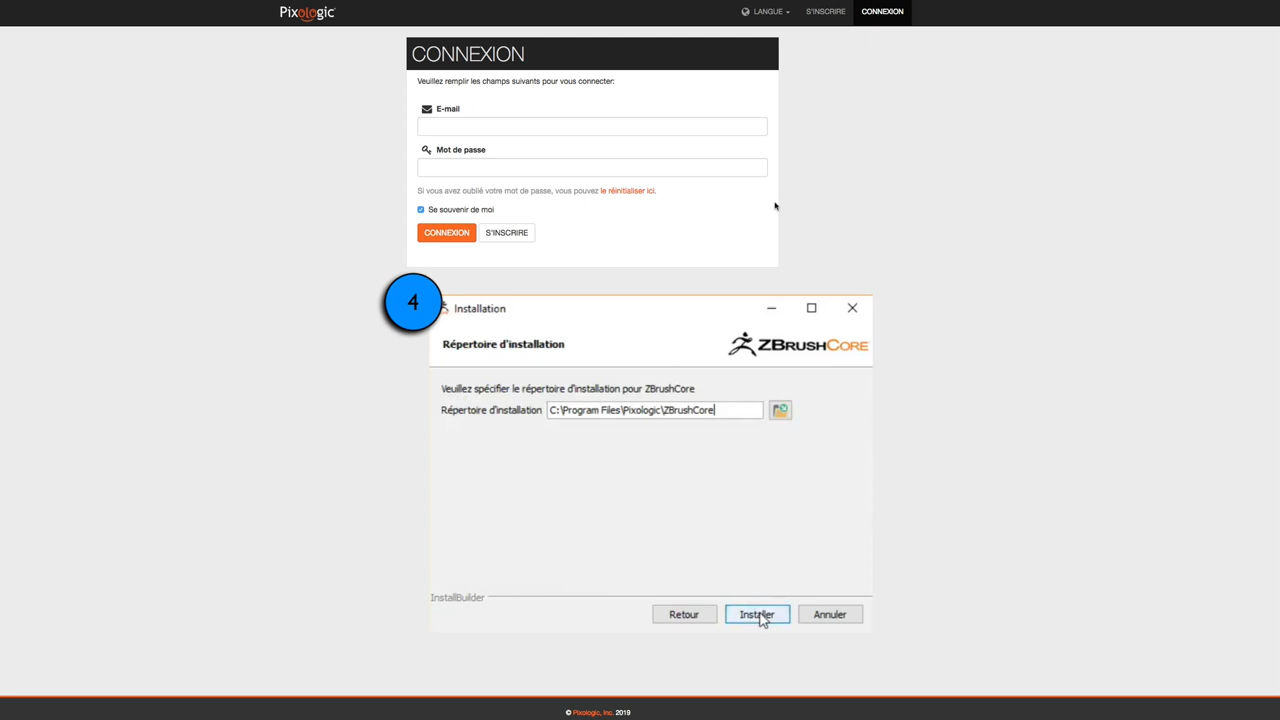 Pixologic
LANGUE
S'INSCRIRE
CONNEXION
CONNEXION
Veuillez remplir les champs suivants pour vous connecter:
E-mail
Mot de passe
Si vous avez oublié votre mot de passe, vous pouvez le réinitialiser ici.
Se souvenir de moi
CONNEXION
S'INSCRIRE
4
Installation
Répertoire d'installation
ZBRUSHCORE
Veuillez spécifier le répertoire d'installation pour ZBrushCore
Répertoire d'installation
C:\Program Files\Pixologic\ZBrushCore
InstallBuilder
Retour
Installer
Annuler
© Pixologic, Inc. 2019